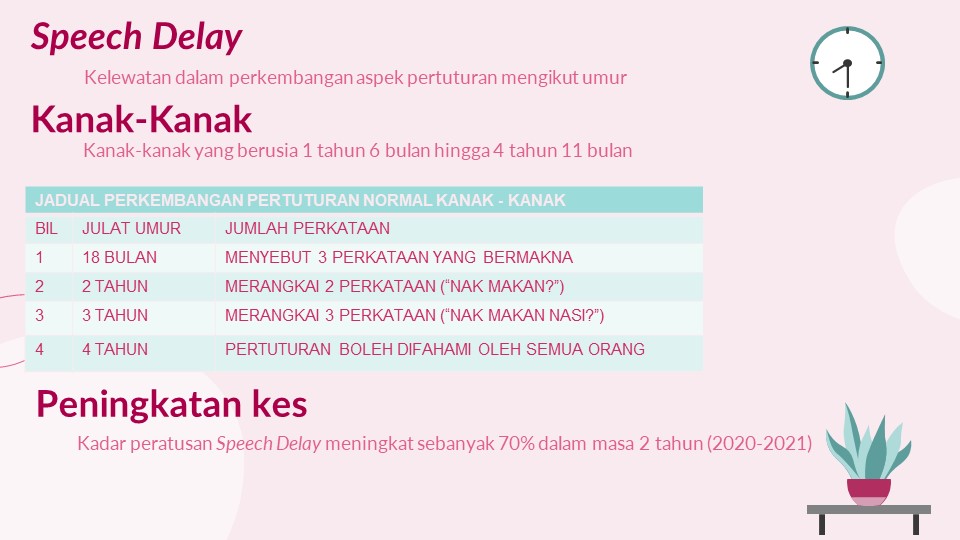 Speech Delay
Kelewatan dalam perkembangan aspek pertuturan mengikut umur
Kanak-Kanak
Kanak-kanak yang berusia 1 tahun 6 bulan hingga 4 tahun 11 bulan
JADUAL PERKEMBANGAN PERTUTURAN NORMAL KANAK - KANAK
BIL JULAT UMUR JUMLAH PERKATAAN
1 18 BULAN MENYEBUT 3 PERKATAAN YANG BERMAKNA
2 2 TAHUN MERANGKAI 2 PERKATAAN (“NAK MAKAN?”)
3 3 TAHUN MERANGKAI 3 PERKATAAN (“NAK MAKAN NASI?”)
4 4 TAHUN PERTUTURAN BOLEH DIFAHAMI OLEH SEMUA ORANG
Peningkatan kes
Kadar peratusan Speech Delay meningkat sebanyak 70% dalam masa 2 tahun (2020-2021)